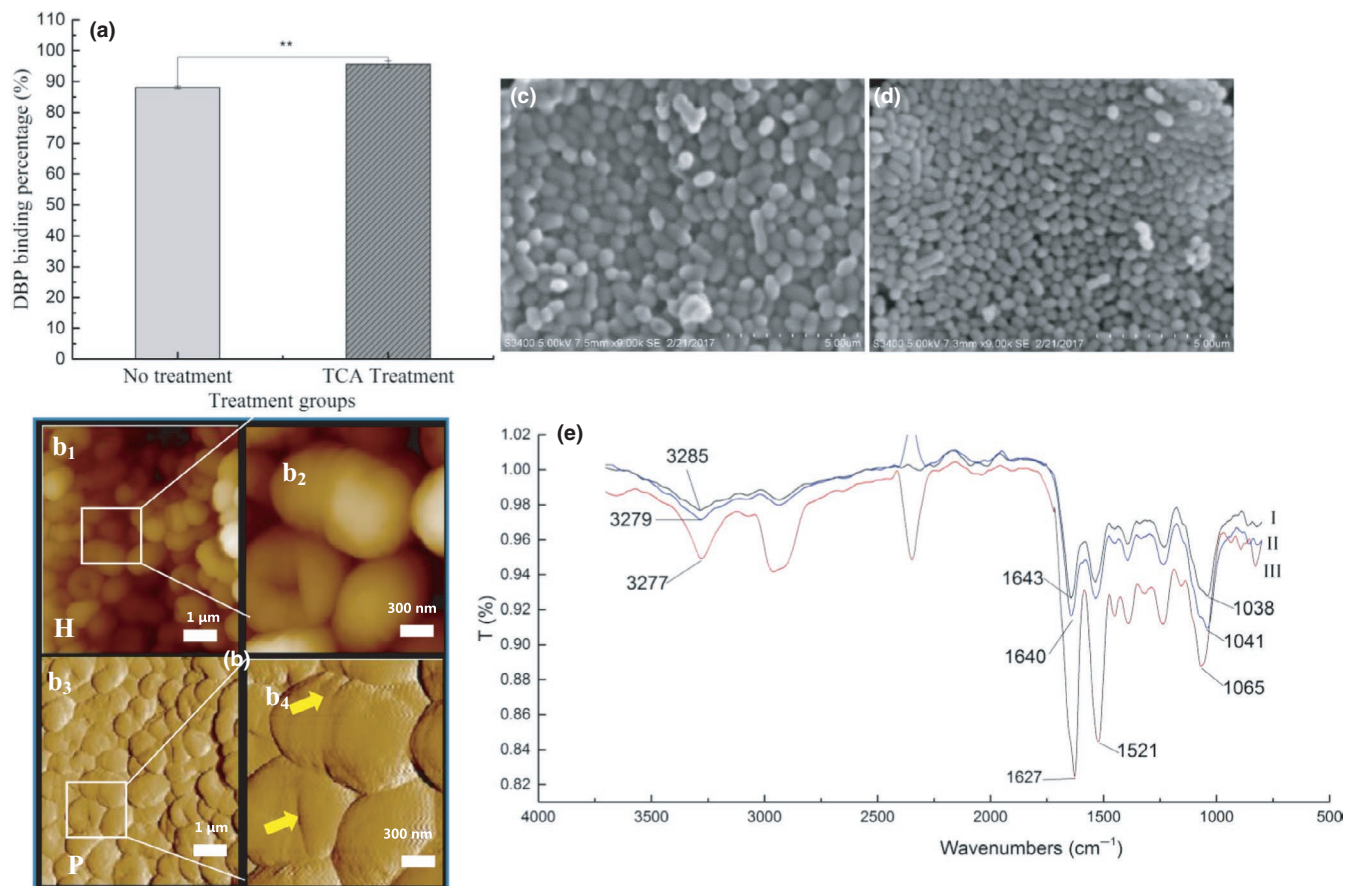 (a)
**
110
100
90
80
70
60
50
40
30
20
10
0
DBP binding percentage (%)
No treatment
TCA Treatment
Treatment groups
(c)
S3400 5.00kV 7.5mm x9.00k SE 2/21/2017
5.00um
(d)
S3400 5.00kV 7.3mm x9.00k SE 2/21/2017
5.00um
b1
H
1 µm
b2
300 nm
(b)
b3
P
1 µm
b4
300 nm
(e)
1.02
1.00
0.98
0.96
0.94
0.92
0.90
0.88
0.86
0.84
0.82
0.80
T (%)
3285
3279
3277
1643
1640
1627
1521
I
II
III
1038
1041
1065
4000
3500
3000
2500
2000
1500
1000
500
Wavenumbers (cm⁻¹)